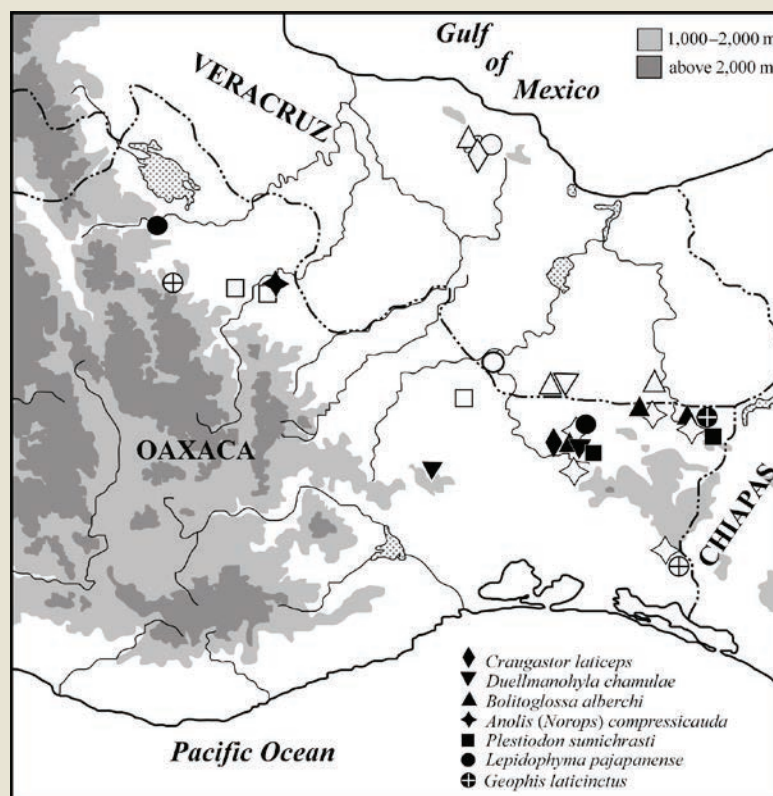 Gulf
of
Mexico
1,000–2,000 m
above 2,000 m
VERACRUZ
OAXACA
CHIAPAS
Pacific Ocean
Craugastor laticeps
Duellmanohyla chamulae
Bolitoglossa alberchi
Anolis (Norops) compressicauda
Plestiodon sumichrasti
Lepidophyma pajapanense
Geophis laticinctus